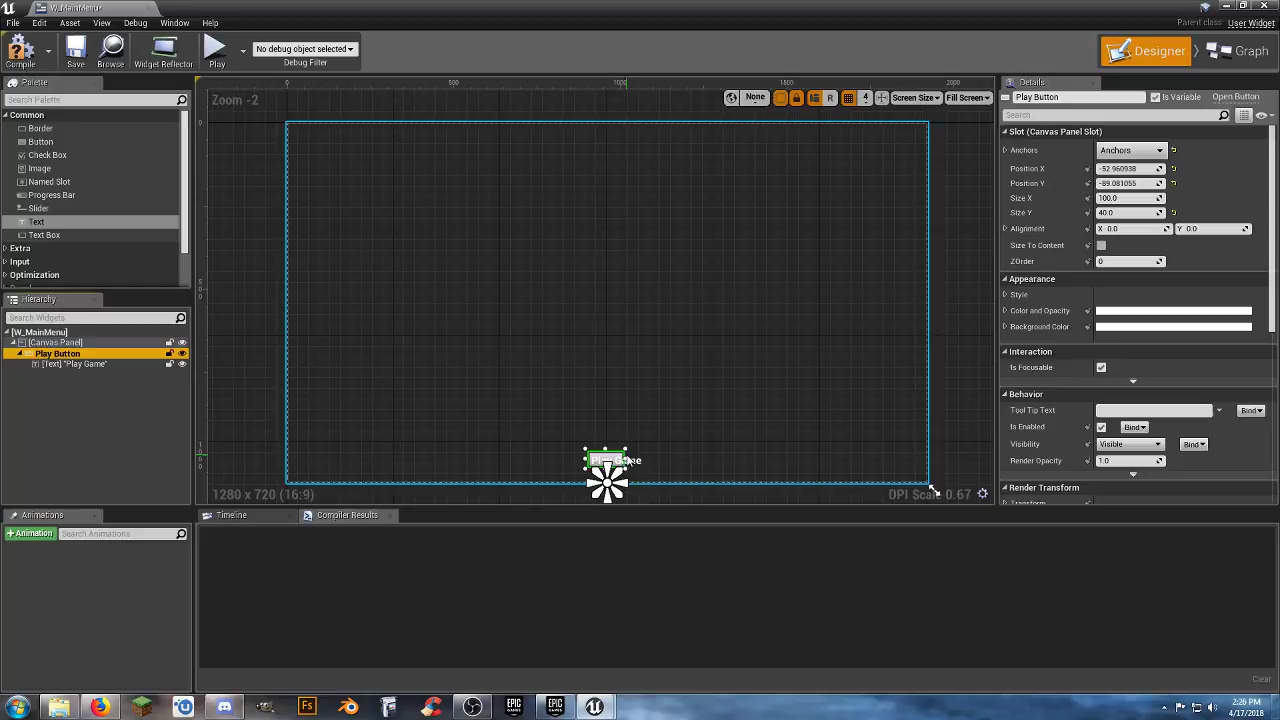 W_MainMenu*
File Edit Asset View Debug Window Help
Parent class: User Widget
Compile Save Browse Widget Reflector Play
No debug object selected
Debug Filter
Designer Graph
Palette
Search Palette
Common
Border
Button
Check Box
Image
Named Slot
Progress Bar
Slider
Text
Text Box
Extra
Input
Optimization
Hierarchy
Search Widgets
[W_MainMenu]
[Canvas Panel]
Play Button
[Text] "Play Game"
0 500 1000 1500 2000
Zoom -2
None R 4 Screen Size Fill Screen
1280 x 720 (16:9)
DPI Scale 0.67
Details
Play Button Is Variable Open Button
Search
Slot (Canvas Panel Slot)
Anchors Anchors
Position X -52.960938
Position Y -89.081055
Size X 100.0
Size Y 40.0
Alignment X 0.0 Y 0.0
Size To Content
ZOrder 0
Appearance
Style
Color and Opacity
Background Color
Interaction
Is Focusable
Behavior
Tool Tip Text Bind
Is Enabled Bind
Visibility Visible Bind
Render Opacity 1.0
Render Transform
Animations
+Animation Search Animations
Timeline Compiler Results
Clear
Fs
EPIC GAMES EPIC GAMES
2:26 PM
4/17/2018